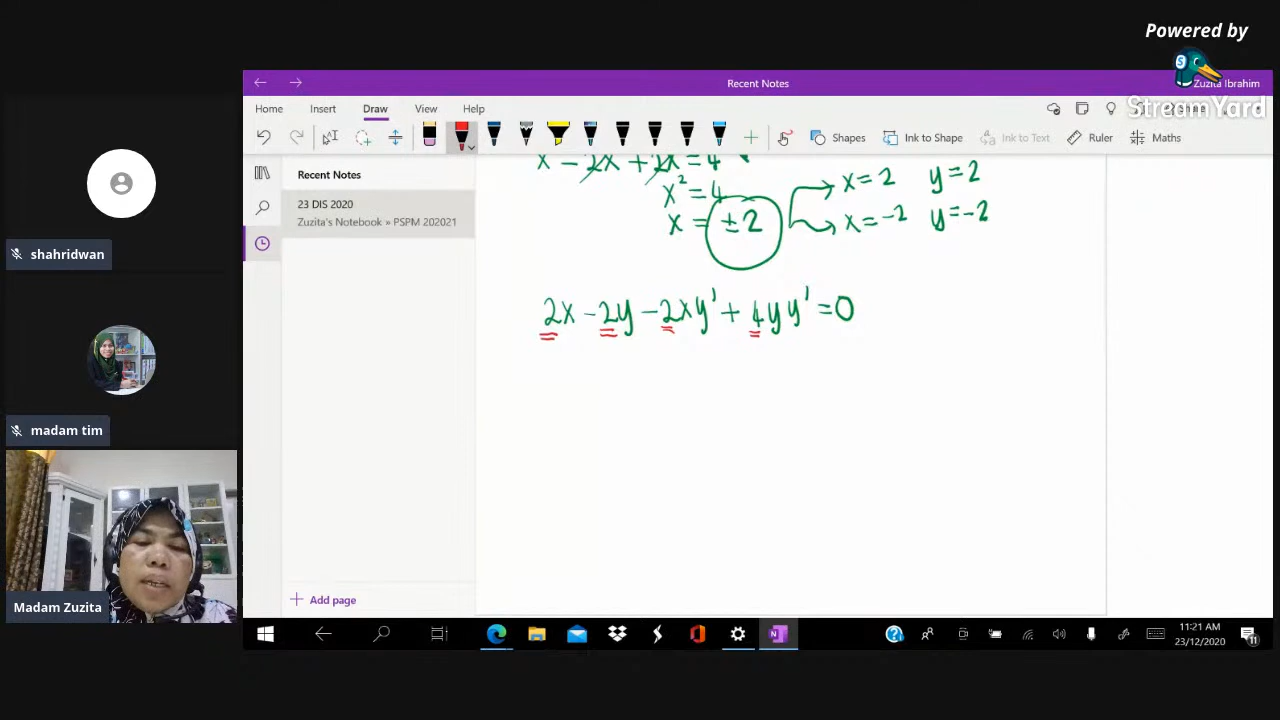 Powered by
StreamYard
Recent Notes
Zuzita Ibrahim
Home Insert Draw View Help
Shapes Ink to Shape Ink to Text Ruler Maths
Recent Notes
23 DIS 2020
Zuzita's Notebook » PSPM 202021
Add page
x² = 4
x = ±2
x = 2 y = 2
x = -2 y = -2
2x - 2y - 2xy' + 4yy' = 0
shahridwan
madam tim
Madam Zuzita
11:21 AM
23/12/2020
11